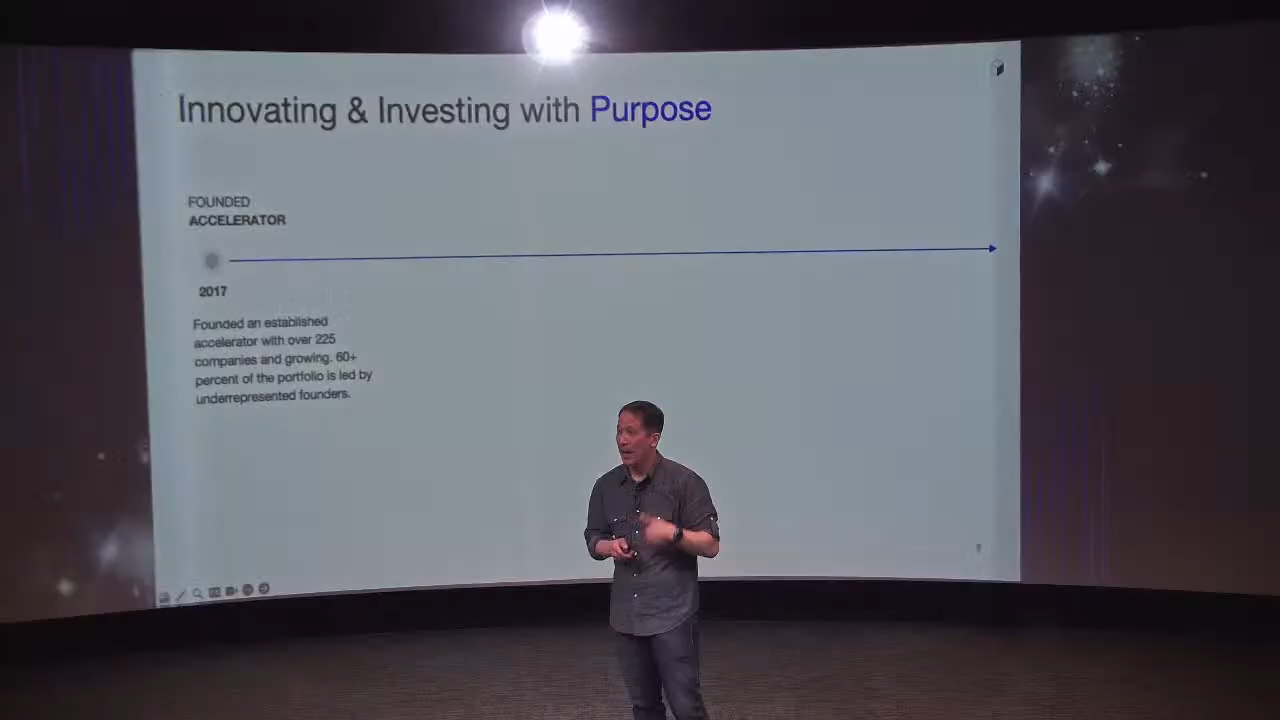 Innovating & Investing with Purpose
FOUNDED
ACCELERATOR
2017
Founded an established
accelerator with over 225
companies and growing. 60+
percent of the portfolio is led by
underrepresented founders.